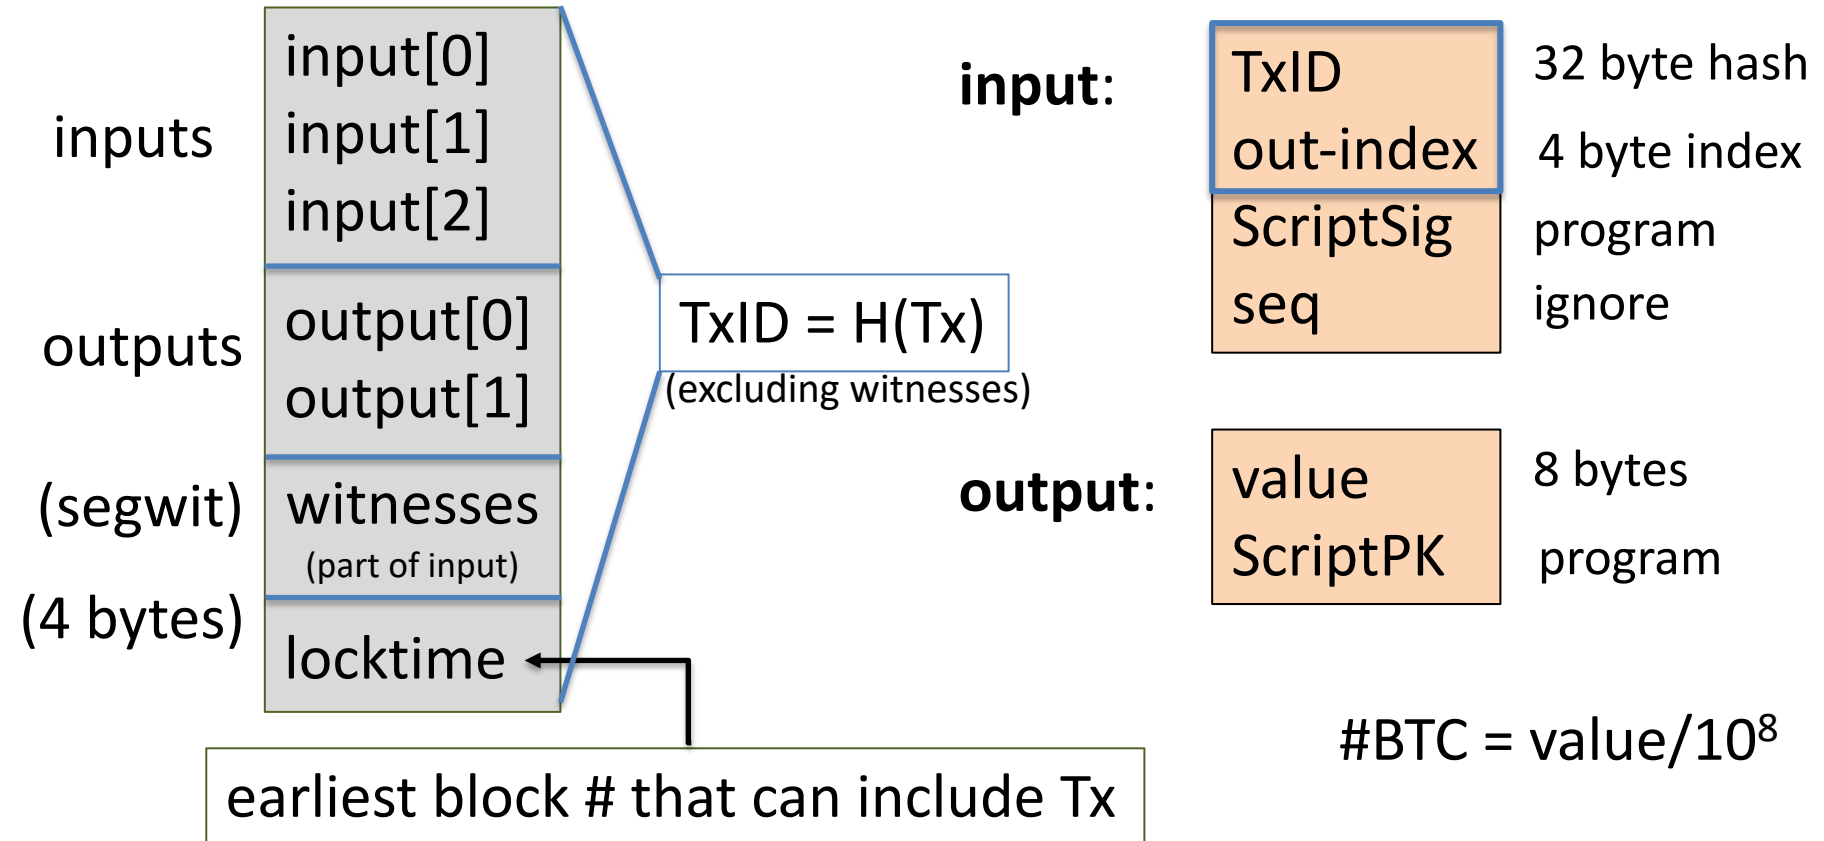 inputs
input[0]
input[1]
input[2]
outputs
output[0]
output[1]
(segwit)
witnesses
(part of input)
(4 bytes)
locktime
TxID = H(Tx)
(excluding witnesses)
earliest block # that can include Tx
input:
TxID 32 byte hash
out-index 4 byte index
ScriptSig program
seq ignore
output:
value 8 bytes
ScriptPK program
#BTC = value/10⁸